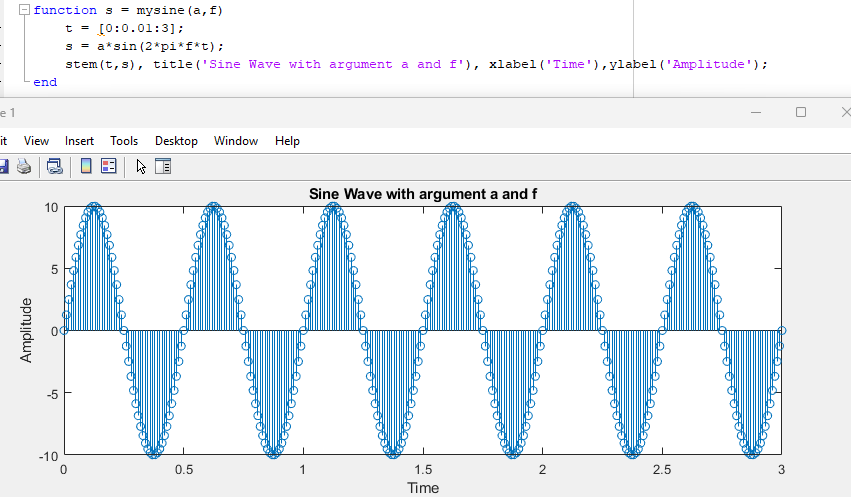 function s = mysine(a,f)
t = [0:0.01:3];
s = a*sin(2*pi*f*t);
stem(t,s), title('Sine Wave with argument a and f'), xlabel('Time'),ylabel('Amplitude');
end
e 1
it View Insert Tools Desktop Window Help
Sine Wave with argument a and f
10
5
0
-5
-10
Amplitude
0 0.5 1 1.5 2 2.5 3
Time